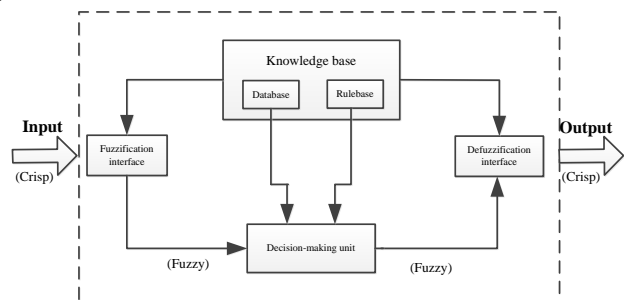 Knowledge base
Database
Rulebase
Input
(Crisp)
Fuzzification
interface
Defuzzification
interface
Output
(Crisp)
Decision-making unit
(Fuzzy)
(Fuzzy)